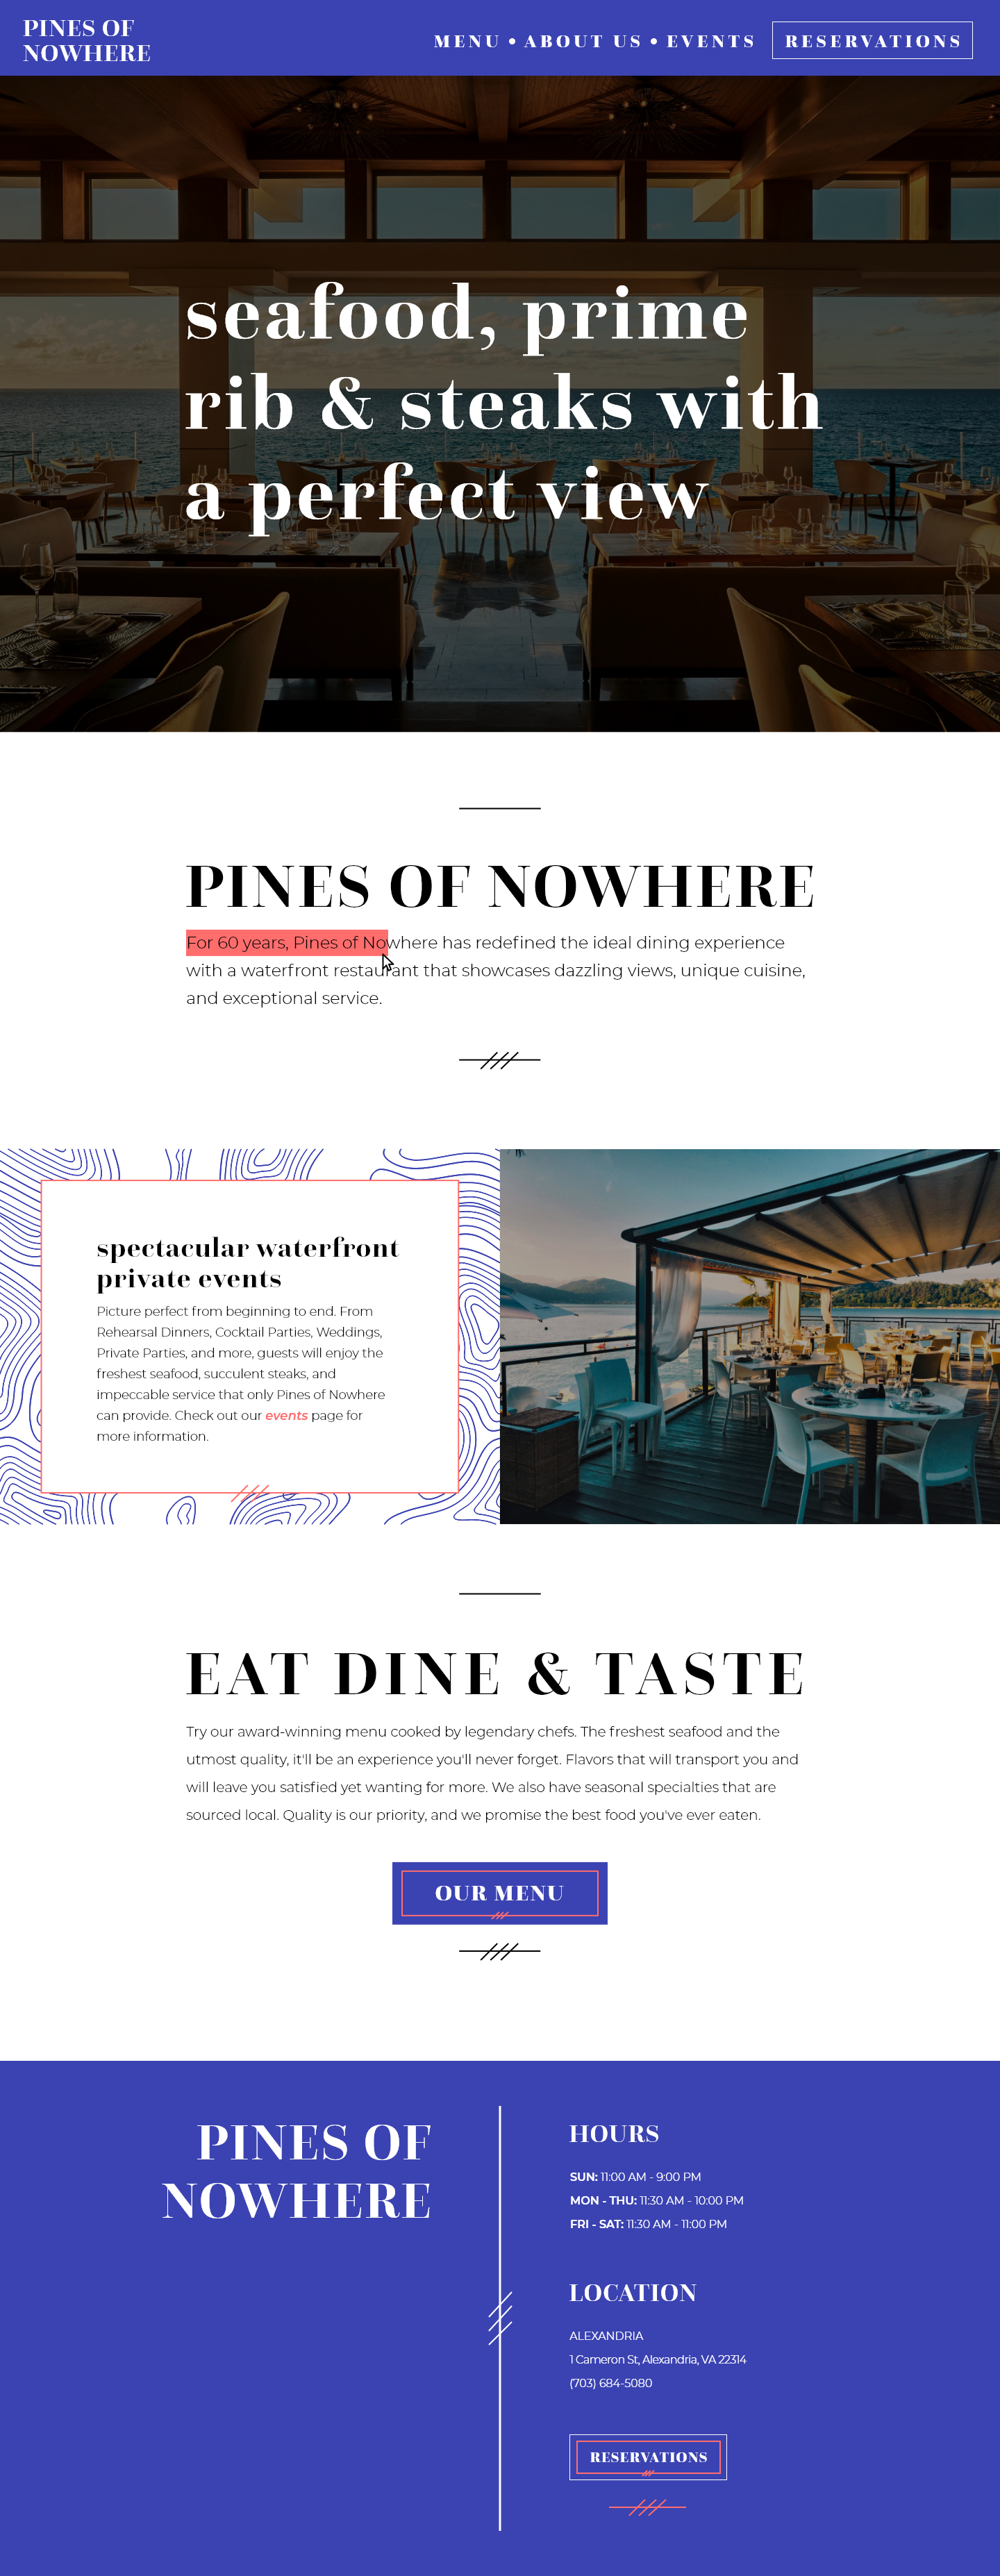 PINES OF
NOWHERE
MENU • ABOUT US • EVENTS
RESERVATIONS
seafood, prime
rib & steaks with
a perfect view
PINES OF NOWHERE
For 60 years, Pines of Nowhere has redefined the ideal dining experience
with a waterfront restaurant that showcases dazzling views, unique cuisine,
and exceptional service.
spectacular waterfront
private events
Picture perfect from beginning to end. From
Rehearsal Dinners, Cocktail Parties, Weddings,
Private Parties, and more, guests will enjoy the
freshest seafood, succulent steaks, and
impeccable service that only Pines of Nowhere
can provide. Check out our events page for
more information.
EAT DINE & TASTE
Try our award-winning menu cooked by legendary chefs. The freshest seafood and the
utmost quality, it'll be an experience you'll never forget. Flavors that will transport you and
will leave you satisfied yet wanting for more. We also have seasonal specialties that are
sourced local. Quality is our priority, and we promise the best food you've ever eaten.
OUR MENU
PINES OF
NOWHERE
HOURS
SUN: 11:00 AM - 9:00 PM
MON - THU: 11:30 AM - 10:00 PM
FRI - SAT: 11:30 AM - 11:00 PM
LOCATION
ALEXANDRIA
1 Cameron St, Alexandria, VA 22314
(703) 684-5080
RESERVATIONS